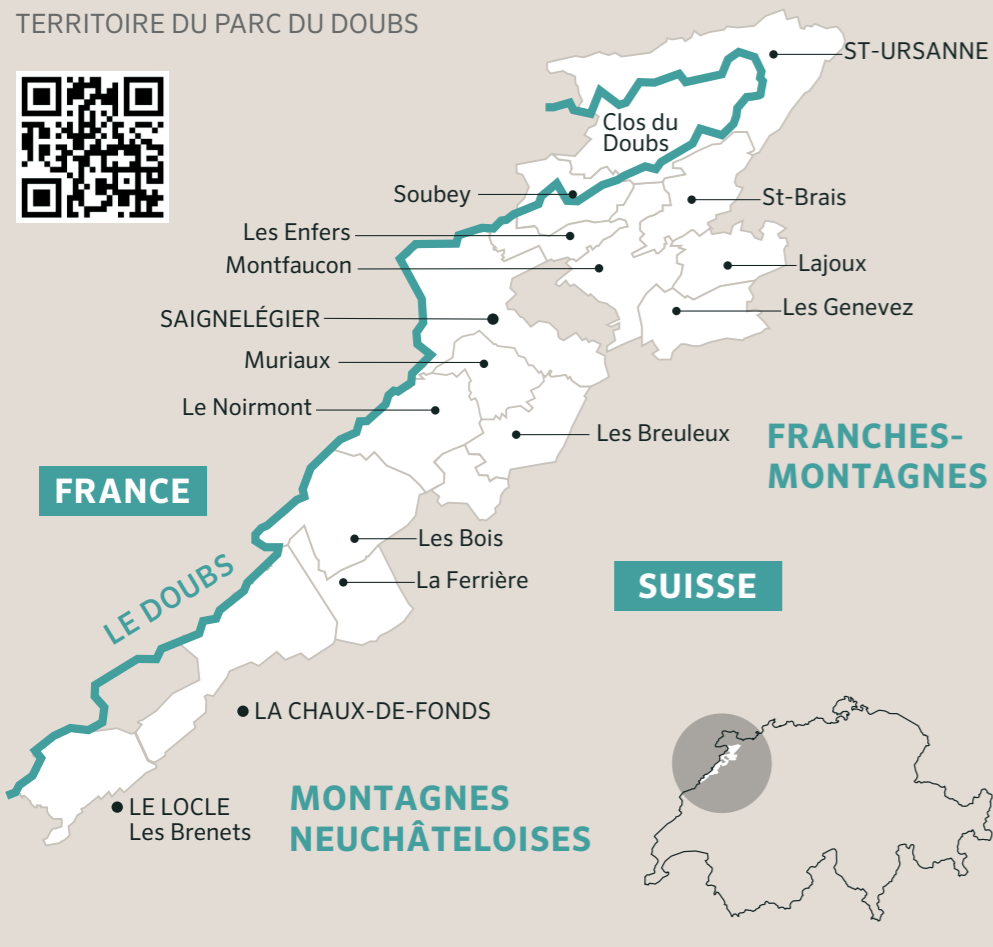 TERRITOIRE DU PARC DU DOUBS
ST-URSANNE
Clos du
Doubs
Soubey
St-Brais
Les Enfers
Montfaucon
Lajoux
Les Genevez
SAIGNELÉGIER
Muriaux
Le Noirmont
Les Breuleux
FRANCHES-
MONTAGNES
FRANCE
Les Bois
LE DOUBS
La Ferrière
SUISSE
LA CHAUX-DE-FONDS
LE LOCLE
Les Brenets
MONTAGNES
NEUCHÂTELOISES